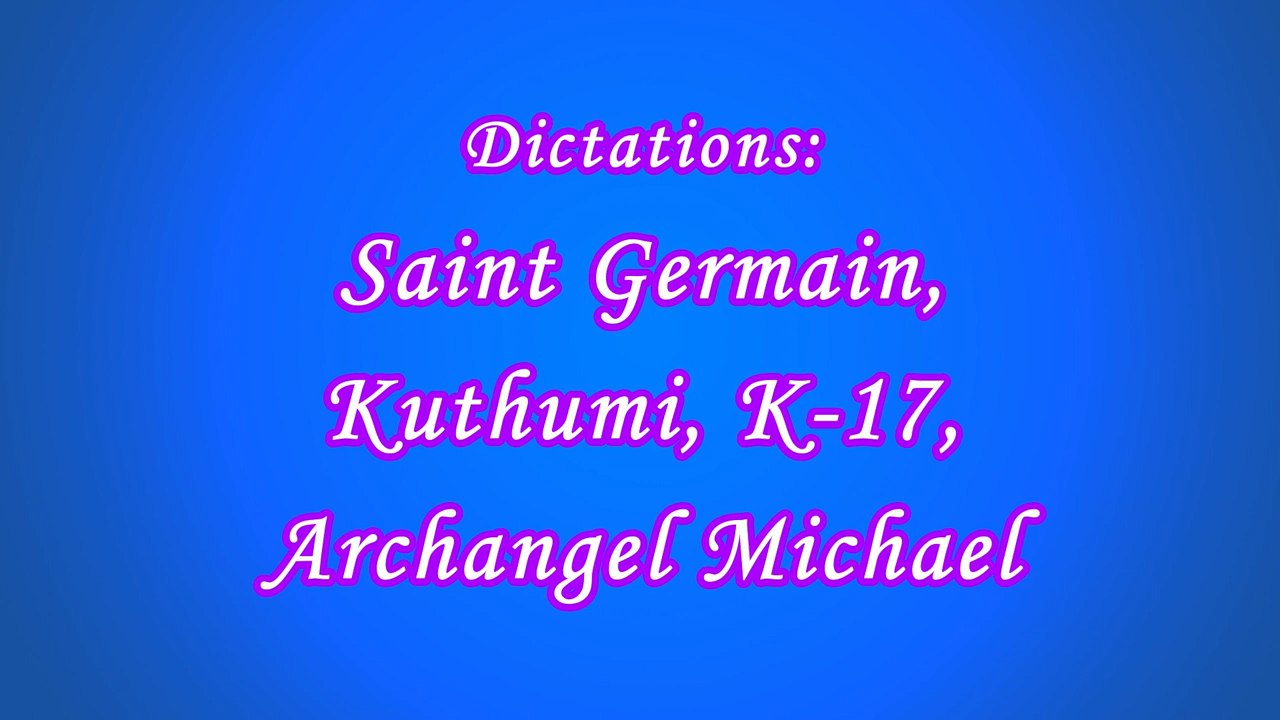 Dictations:
Saint Germain,
Kuthumi, K-17,
Archangel Michael